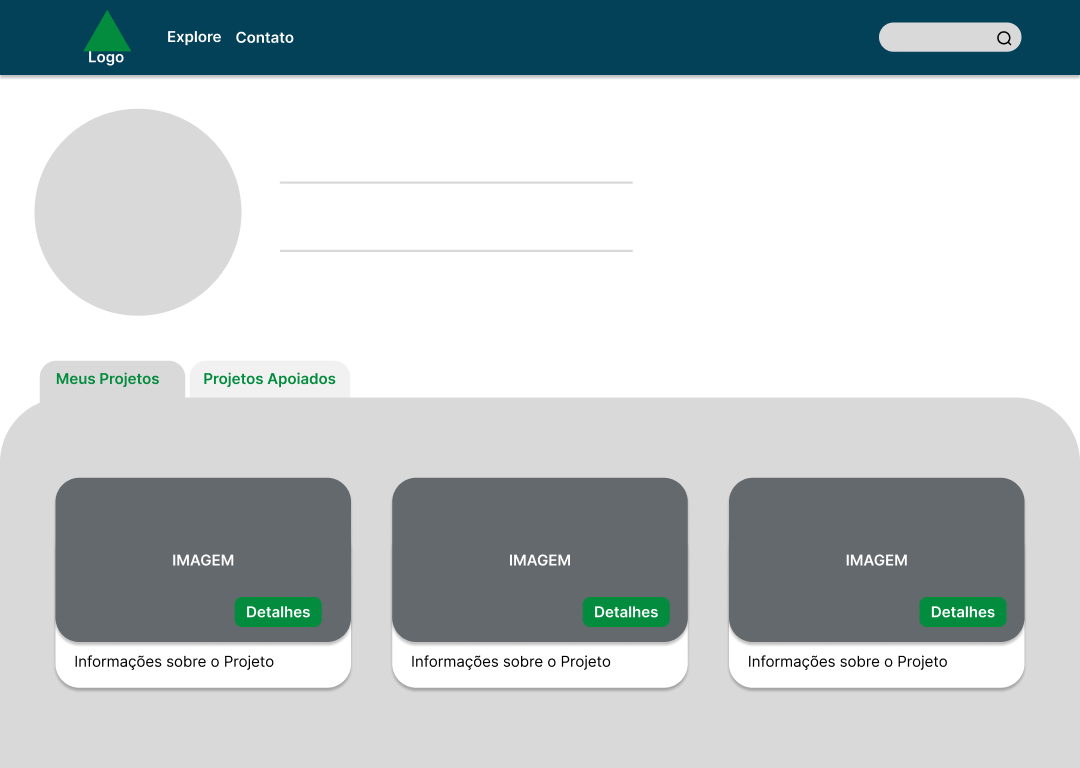 Logo
Explore
Contato
Meus Projetos
Projetos Apoiados
IMAGEM
Detalhes
Informações sobre o Projeto
IMAGEM
Detalhes
Informações sobre o Projeto
IMAGEM
Detalhes
Informações sobre o Projeto